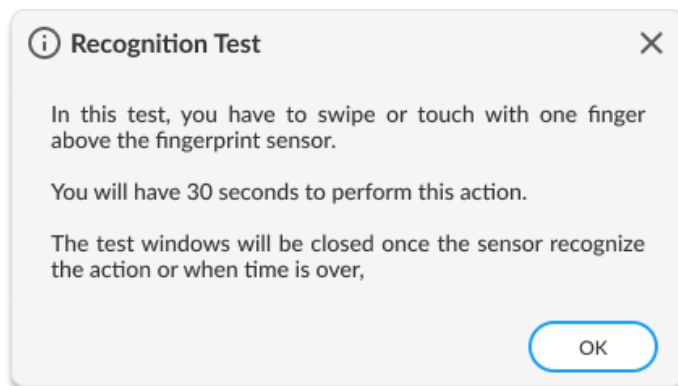 Recognition Test
In this test, you have to swipe or touch with one finger
above the fingerprint sensor.
You will have 30 seconds to perform this action.
The test windows will be closed once the sensor recognize
the action or when time is over,
OK